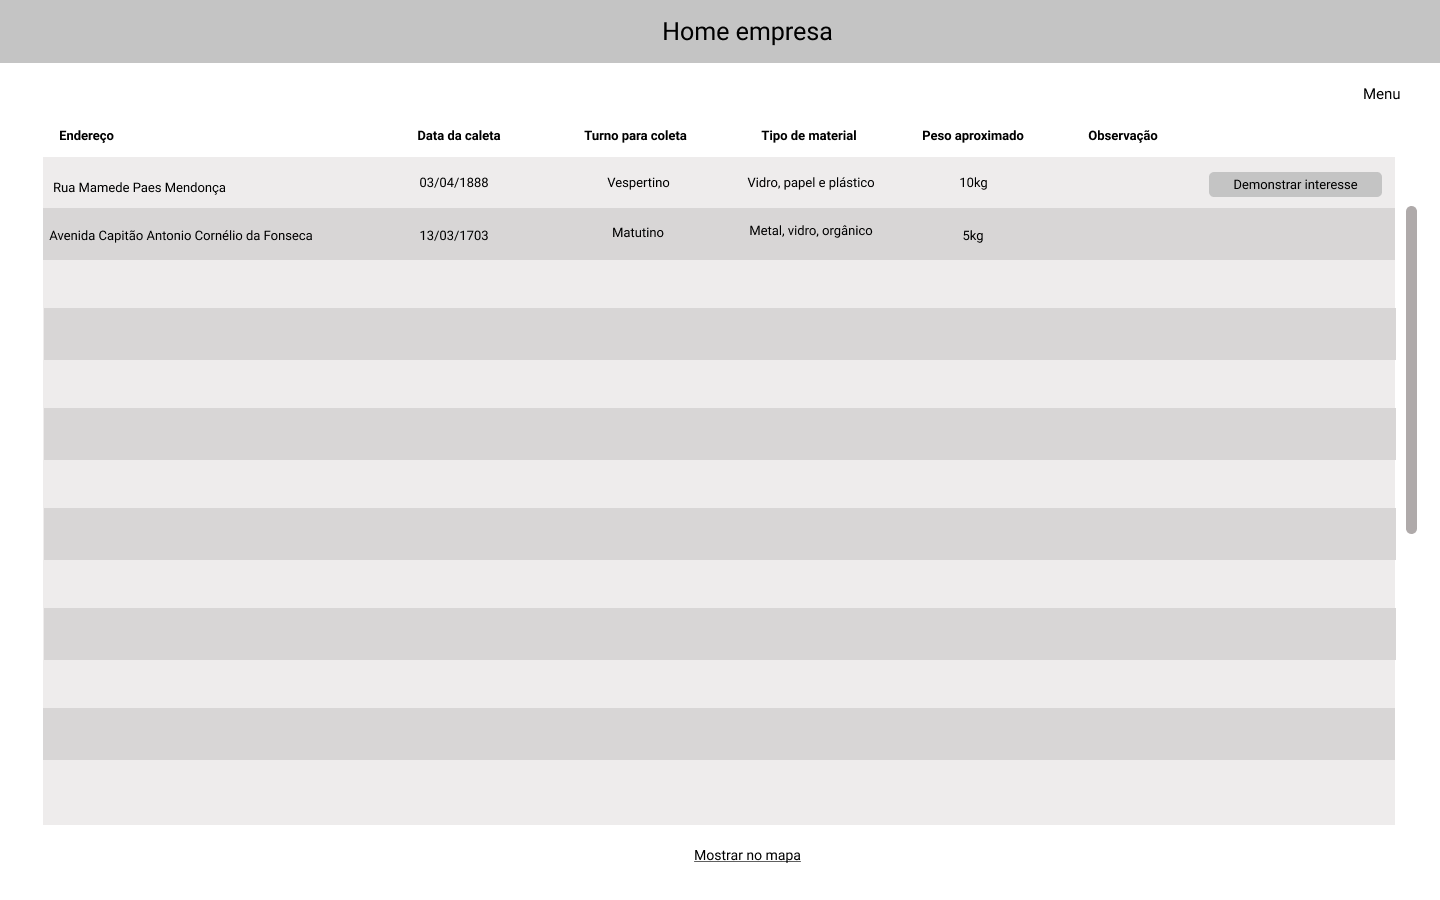 Home empresa
Menu
Endereço Data da caleta Turno para coleta Tipo de material Peso aproximado Observação
Rua Mamede Paes Mendonça 03/04/1888 Vespertino Vidro, papel e plástico 10kg Demonstrar interesse
Avenida Capitão Antonio Cornélio da Fonseca 13/03/1703 Matutino Metal, vidro, orgânico 5kg
Mostrar no mapa